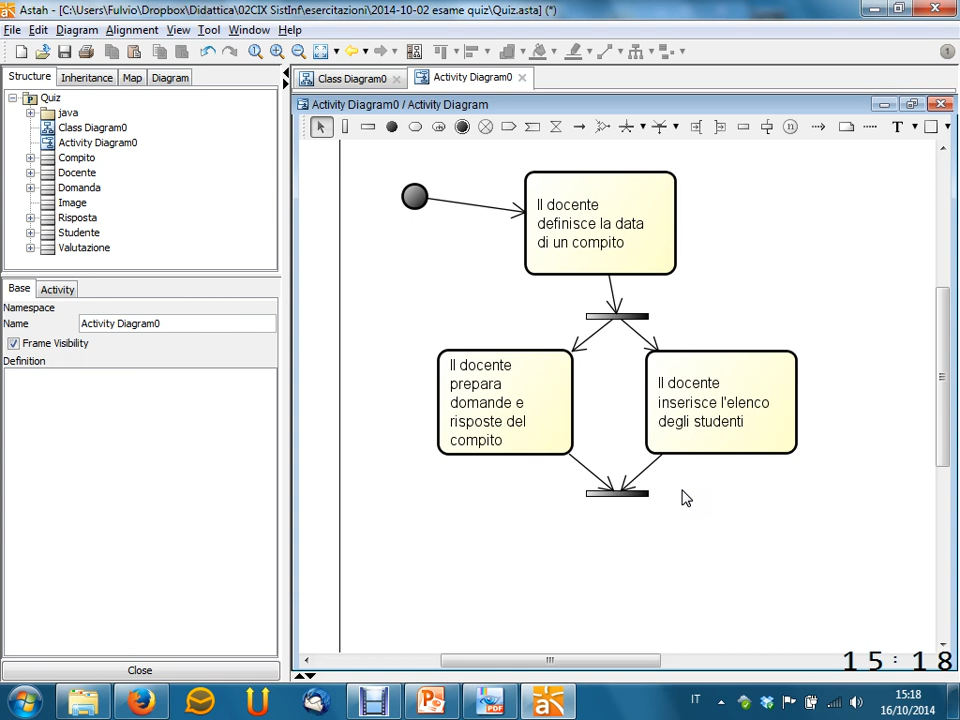 Astah - [C:\Users\Fulvio\Dropbox\Didattica\02CIX SistInf\esercitazioni\2014-10-02 esame quiz\Quiz.asta] (*)
File Edit Diagram Alignment View Tool Window Help
Structure Inheritance Map Diagram
Quiz
java
Class Diagram0
Activity Diagram0
Compito
Docente
Domanda
Image
Risposta
Studente
Valutazione
Base Activity
Namespace
Name Activity Diagram0
Frame Visibility
Definition
Close
Class Diagram0 Activity Diagram0
Activity Diagram0 / Activity Diagram
Il docente
definisce la data
di un compito
Il docente
prepara
domande e
risposte del
compito
Il docente
inserisce l'elenco
degli studenti
15:18
IT
15:18
16/10/2014